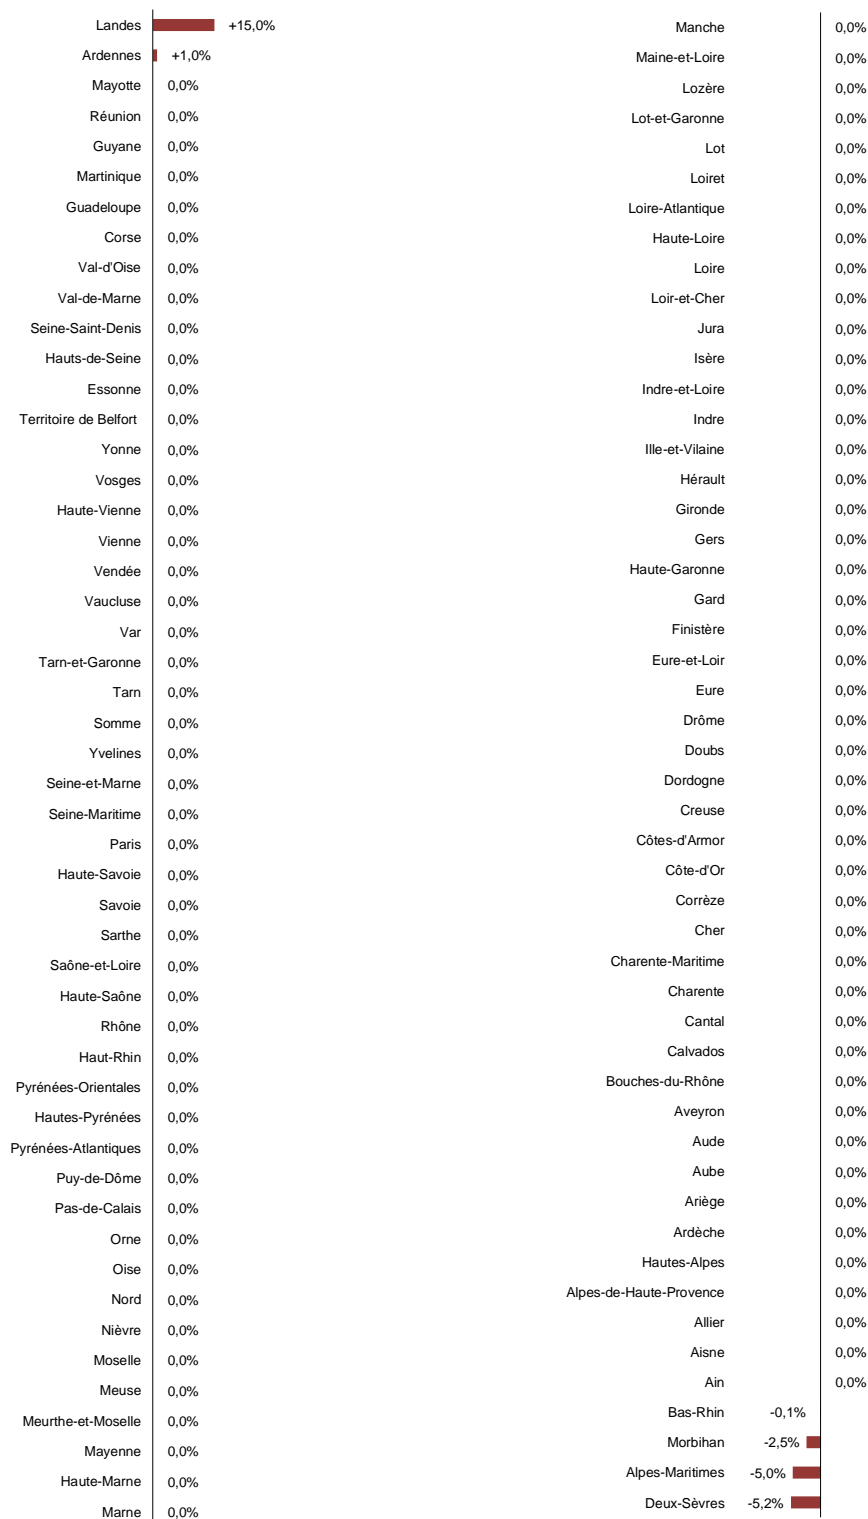 Landes +15,0%
Ardennes +1,0%
Mayotte 0,0%
Réunion 0,0%
Guyane 0,0%
Martinique 0,0%
Guadeloupe 0,0%
Corse 0,0%
Val-d'Oise 0,0%
Val-de-Marne 0,0%
Seine-Saint-Denis 0,0%
Hauts-de-Seine 0,0%
Essonne 0,0%
Territoire de Belfort 0,0%
Yonne 0,0%
Vosges 0,0%
Haute-Vienne 0,0%
Vienne 0,0%
Vendée 0,0%
Vaucluse 0,0%
Var 0,0%
Tarn-et-Garonne 0,0%
Tarn 0,0%
Somme 0,0%
Yvelines 0,0%
Seine-et-Marne 0,0%
Seine-Maritime 0,0%
Paris 0,0%
Haute-Savoie 0,0%
Savoie 0,0%
Sarthe 0,0%
Saône-et-Loire 0,0%
Haute-Saône 0,0%
Rhône 0,0%
Haut-Rhin 0,0%
Pyrénées-Orientales 0,0%
Hautes-Pyrénées 0,0%
Pyrénées-Atlantiques 0,0%
Puy-de-Dôme 0,0%
Pas-de-Calais 0,0%
Orne 0,0%
Oise 0,0%
Nord 0,0%
Nièvre 0,0%
Moselle 0,0%
Meuse 0,0%
Meurthe-et-Moselle 0,0%
Mayenne 0,0%
Haute-Marne 0,0%
Marne 0,0%
Manche 0,0%
Maine-et-Loire 0,0%
Lozère 0,0%
Lot-et-Garonne 0,0%
Lot 0,0%
Loiret 0,0%
Loire-Atlantique 0,0%
Haute-Loire 0,0%
Loire 0,0%
Loir-et-Cher 0,0%
Jura 0,0%
Isère 0,0%
Indre-et-Loire 0,0%
Indre 0,0%
Ille-et-Vilaine 0,0%
Hérault 0,0%
Gironde 0,0%
Gers 0,0%
Haute-Garonne 0,0%
Gard 0,0%
Finistère 0,0%
Eure-et-Loir 0,0%
Eure 0,0%
Drôme 0,0%
Doubs 0,0%
Dordogne 0,0%
Creuse 0,0%
Côtes-d'Armor 0,0%
Côte-d'Or 0,0%
Corrèze 0,0%
Cher 0,0%
Charente-Maritime 0,0%
Charente 0,0%
Cantal 0,0%
Calvados 0,0%
Bouches-du-Rhône 0,0%
Aveyron 0,0%
Aude 0,0%
Aube 0,0%
Ariège 0,0%
Ardèche 0,0%
Hautes-Alpes 0,0%
Alpes-de-Haute-Provence 0,0%
Allier 0,0%
Aisne 0,0%
Ain 0,0%
Bas-Rhin -0,1%
Morbihan -2,5%
Alpes-Maritimes -5,0%
Deux-Sèvres -5,2%